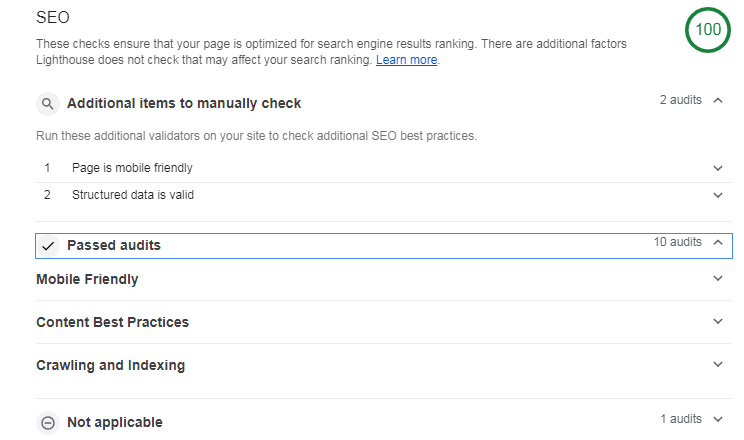 SEO
100
These checks ensure that your page is optimized for search engine results ranking. There are additional factors
Lighthouse does not check that may affect your search ranking. Learn more.
Additional items to manually check
2 audits
Run these additional validators on your site to check additional SEO best practices.
1 Page is mobile friendly
2 Structured data is valid
Passed audits
10 audits
Mobile Friendly
Content Best Practices
Crawling and Indexing
Not applicable
1 audits